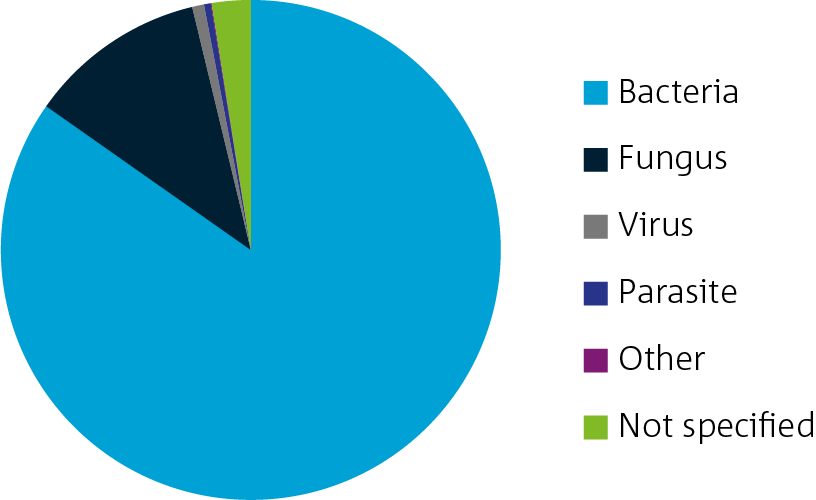 Bacteria
Fungus
Virus
Parasite
Other
Not specified